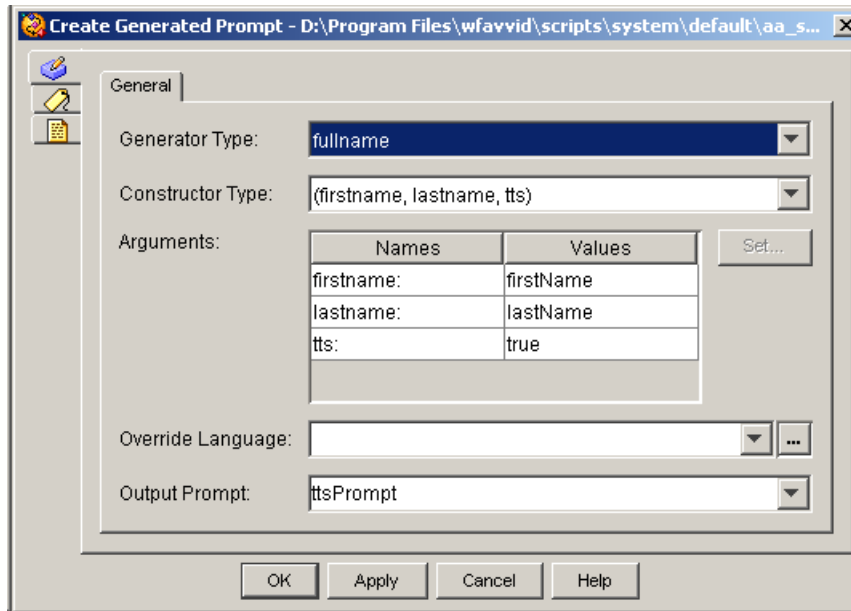 Create Generated Prompt - D:\Program Files\wfavvid\scripts\system\default\aa_s...
General
Generator Type: fullname
Constructor Type: (firstname, lastname, tts)
Arguments: Names Values Set...
firstname: firstName
lastname: lastName
tts: true
Override Language: ...
Output Prompt: ttsPrompt
OK Apply Cancel Help